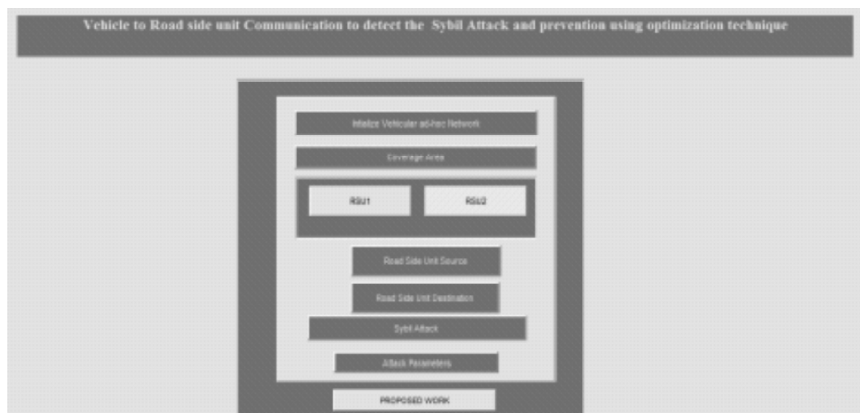 Vehicle to Road side unit Communication to detect the Sybil Attack and prevention using optimization technique
Intialize Vehicular ad-hoc Network
Coverage Area
RSU1 RSU2
Road Side Unit Source
Road Side Unit Destination
Sybil Attack
Attack Parameters
PROPOSED WORK